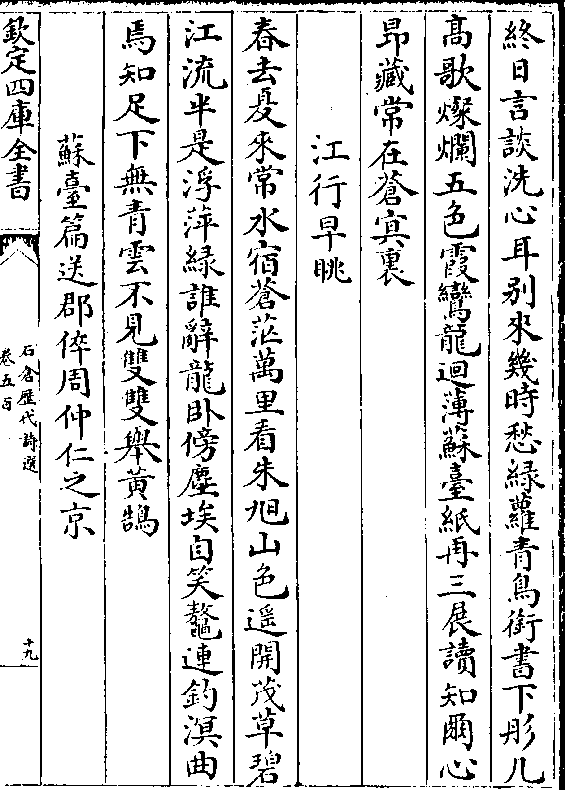 終日言談洗心耳别來幾時愁緑蘿青鳥銜書下彤几
髙歌燦爛五色霞鸞龍迴薄蘇臺紙再三展讀知爾心
昻藏常在蒼㝠裏
江行早眺
春去夏來常水宿蒼茫萬里看朱旭山色遥開茂草碧
江流半是浮萍緑誰辭龍卧傍塵埃自笑鼇連釣溟曲
焉知足下無青雲不見雙雙舉黄鵠
蘇臺篇送郡倅周仲仁之京
欽定四庫全書
石倉歴代詩選
卷五百
十九